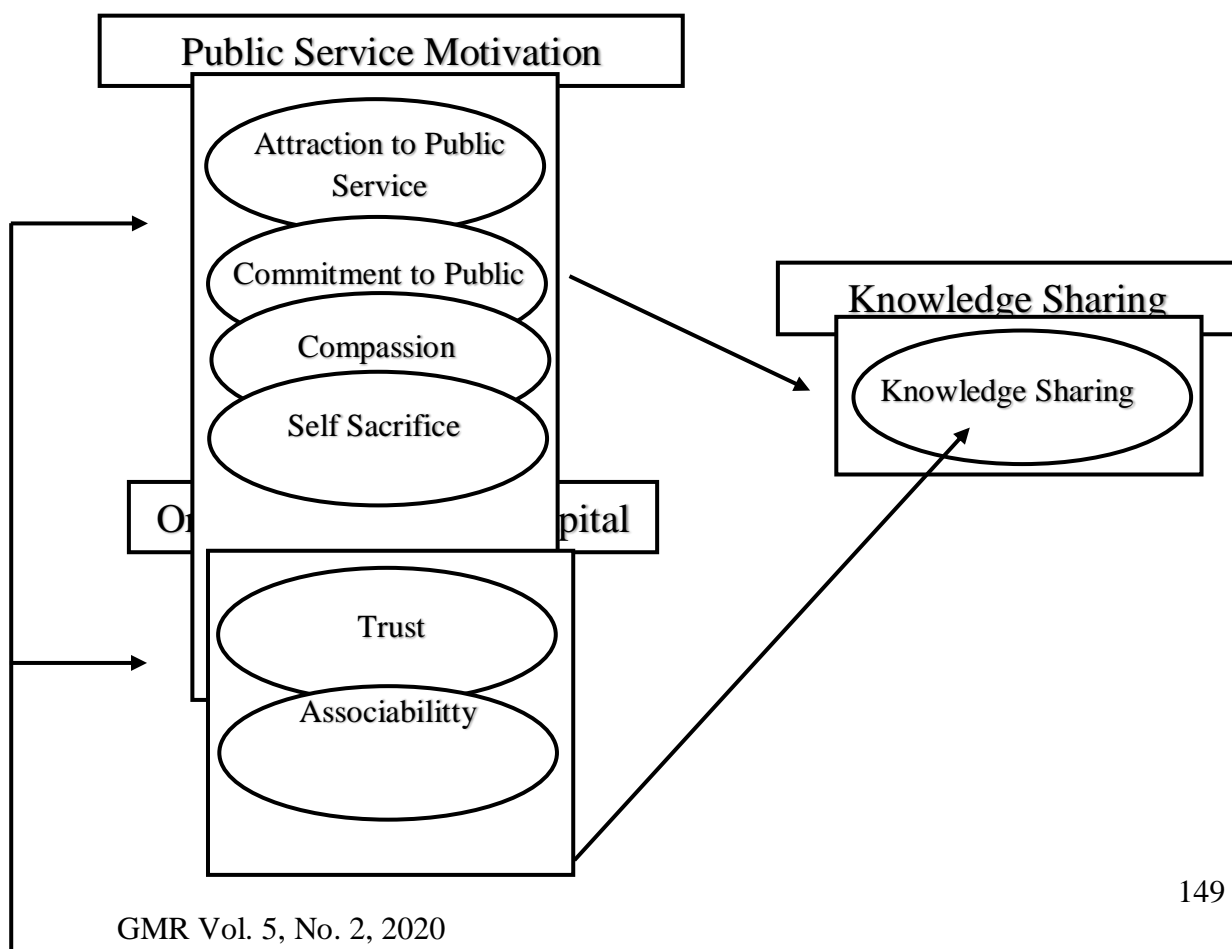 Public Service Motivation
Attraction to Public
Service
Commitment to Public
Compassion
Self Sacrifice
Knowledge Sharing
Knowledge Sharing
Trust
Associabilitty
149
GMR Vol. 5, No. 2, 2020